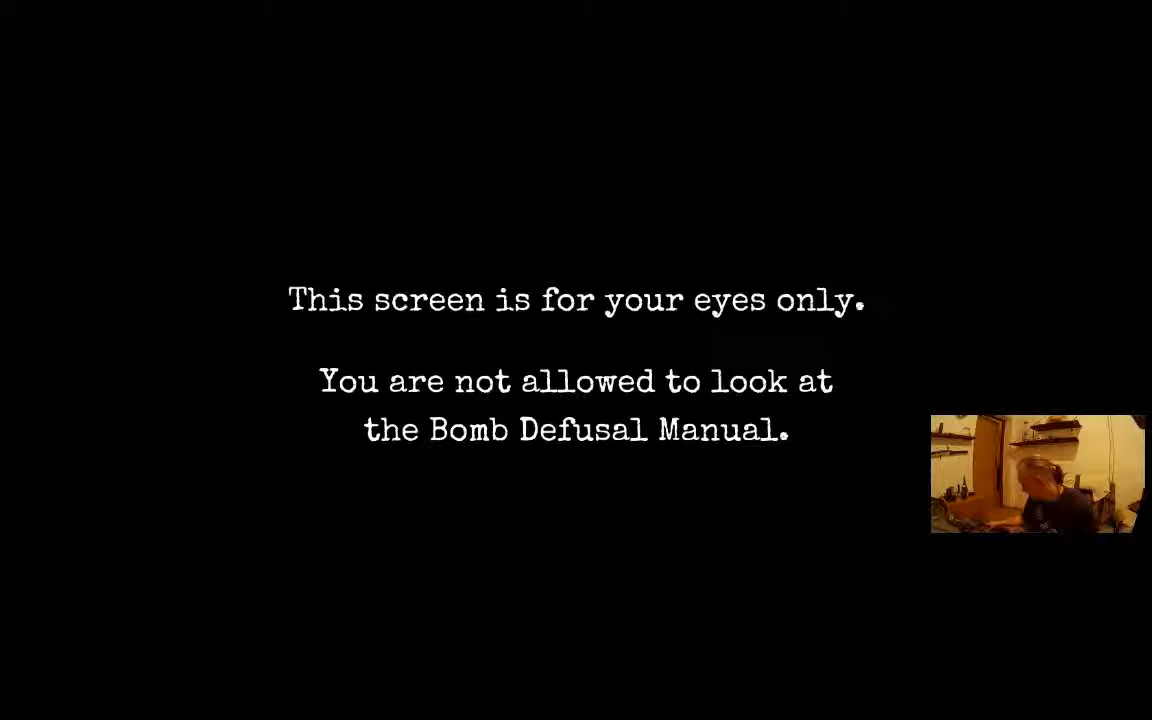 This screen is for your eyes only.
You are not allowed to look at
the Bomb Defusal Manual.